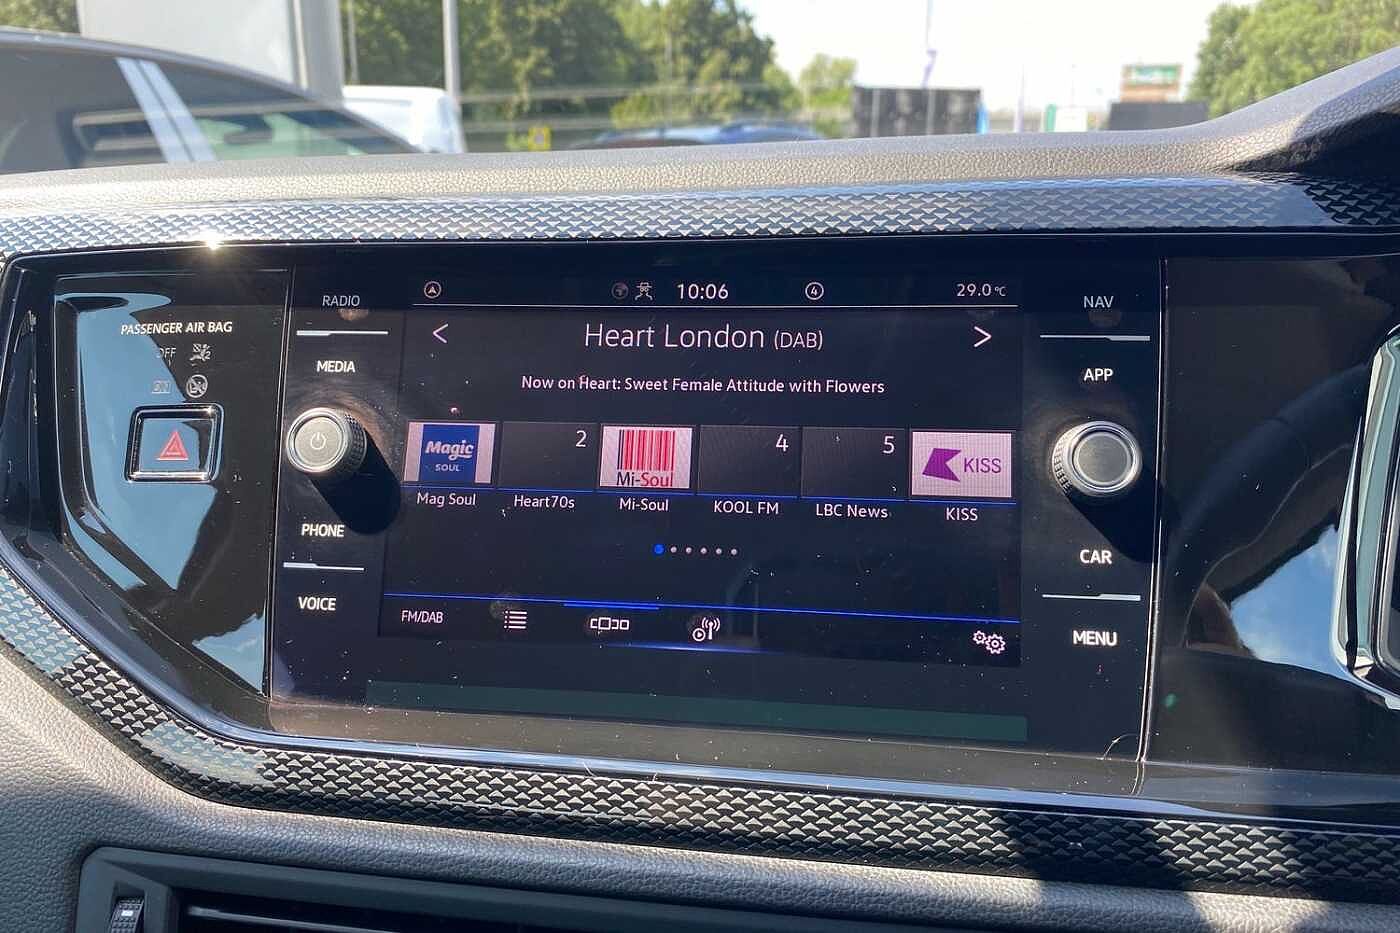 RADIO
MEDIA
PHONE
VOICE
PASSENGER AIR BAG
OFF
10:06
4
29.0 °C
Heart London (DAB)
Now on Heart: Sweet Female Attitude with Flowers
Magic
SOUL
2
Mi-Soul
4
5
KISS
Mag Soul
Heart70s
Mi-Soul
KOOL FM
LBC News
KISS
FM/DAB
NAV
APP
CAR
MENU